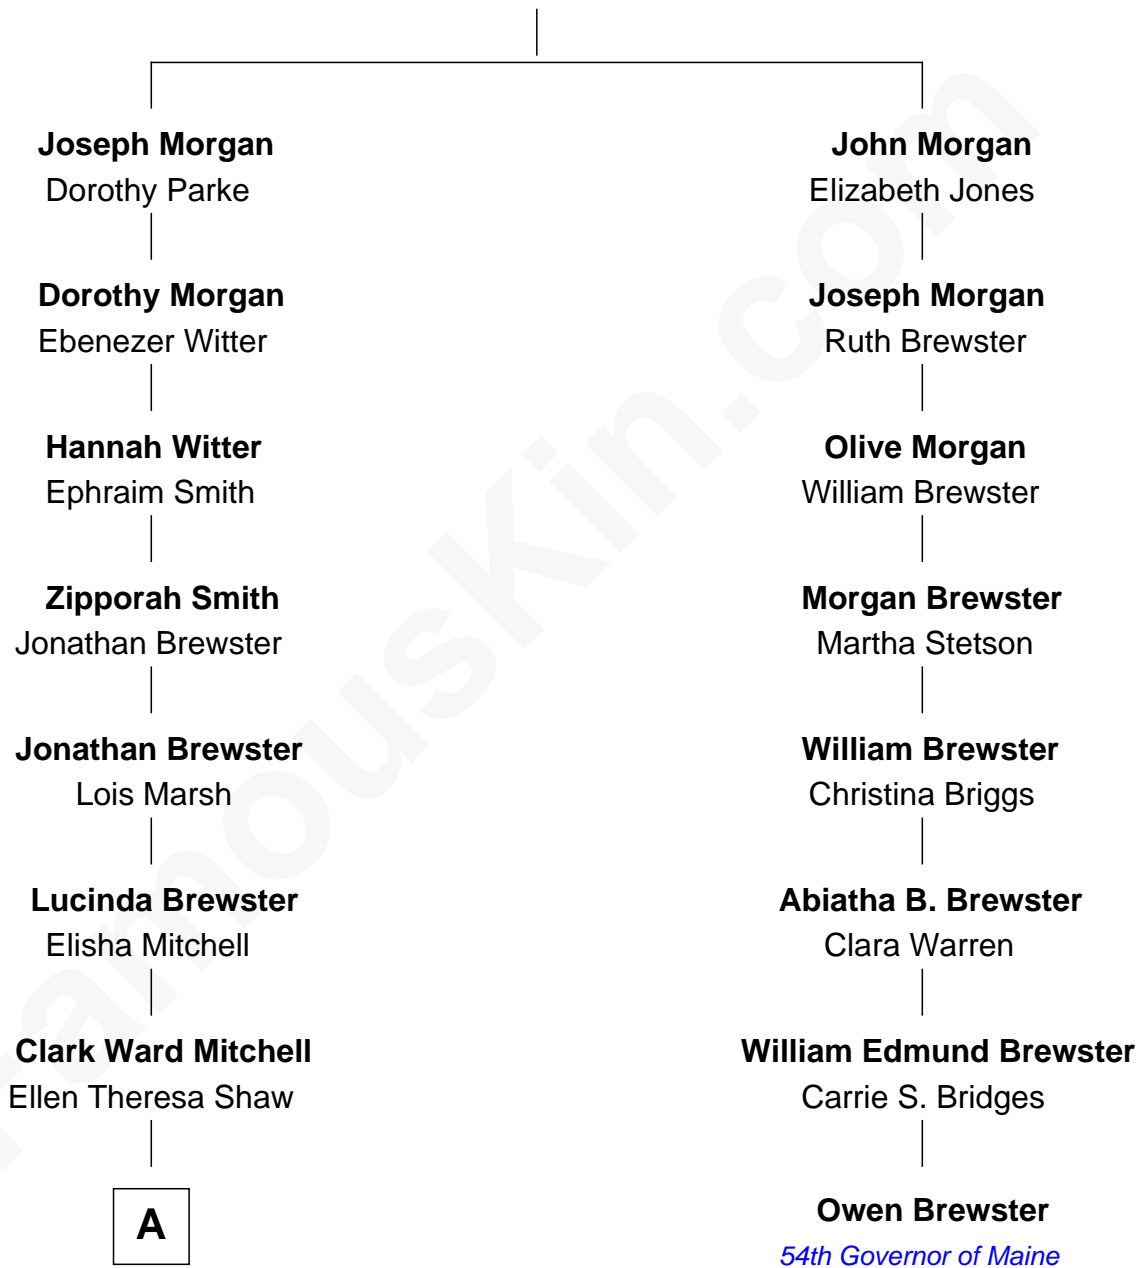 Joseph Morgan
Dorothy Parke
John Morgan
Elizabeth Jones
Dorothy Morgan
Ebenezer Witter
Joseph Morgan
Ruth Brewster
Hannah Witter
Ephraim Smith
Olive Morgan
William Brewster
Zipporah Smith
Jonathan Brewster
Morgan Brewster
Martha Stetson
Jonathan Brewster
Lois Marsh
William Brewster
Christina Briggs
Lucinda Brewster
Elisha Mitchell
Abiatha B. Brewster
Clara Warren
Clark Ward Mitchell
Ellen Theresa Shaw
William Edmund Brewster
Carrie S. Bridges
A
Owen Brewster
54th Governor of Maine
FamousKin.com